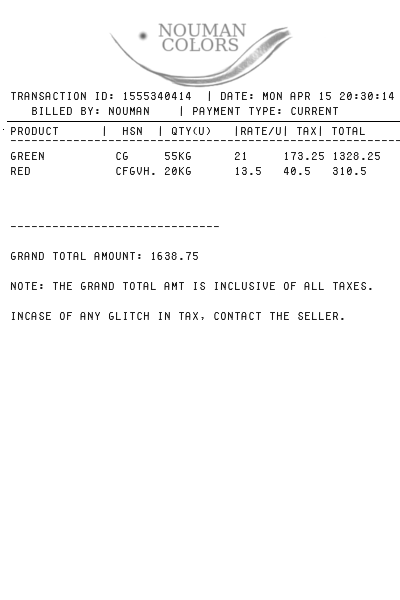 NOUMAN
COLORS
TRANSACTION ID: 1555340414 | DATE: MON APR 15 20:30:14
BILLED BY: NOUMAN | PAYMENT TYPE: CURRENT
PRODUCT | HSN | QTY(U) |RATE/U| TAX| TOTAL
GREEN CG 55KG 21 173.25 1328.25
RED CFGVH. 20KG 13.5 40.5 310.5
------------------------------
GRAND TOTAL AMOUNT: 1638.75
NOTE: THE GRAND TOTAL AMT IS INCLUSIVE OF ALL TAXES.
INCASE OF ANY GLITCH IN TAX, CONTACT THE SELLER.